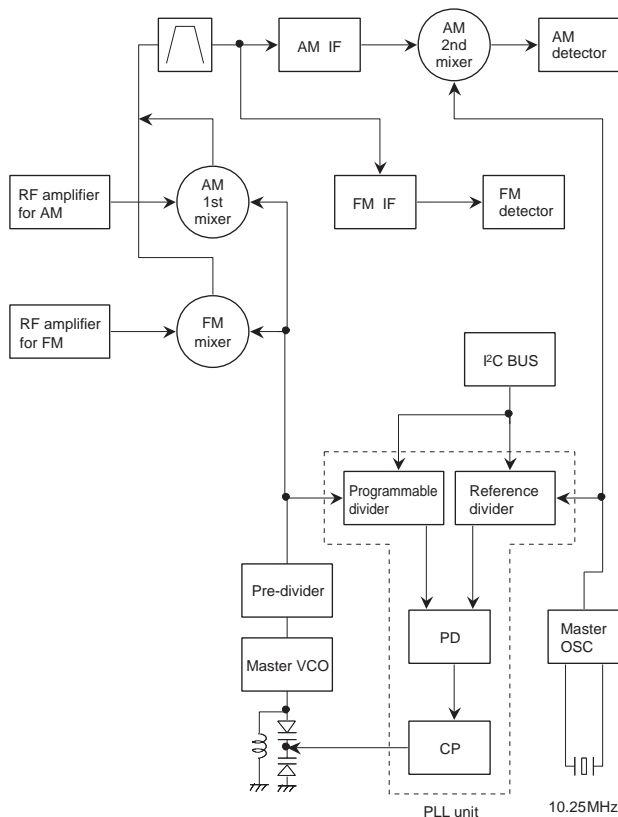 AM IF
AM
2nd
mixer
AM
detector
RF amplifier
for AM
AM
1st
mixer
FM IF
FM
detector
RF amplifier
for FM
FM
mixer
I²C BUS
Programmable
divider
Reference
divider
Pre-divider
PD
Master
OSC
Master VCO
CP
PLL unit
10.25MHz